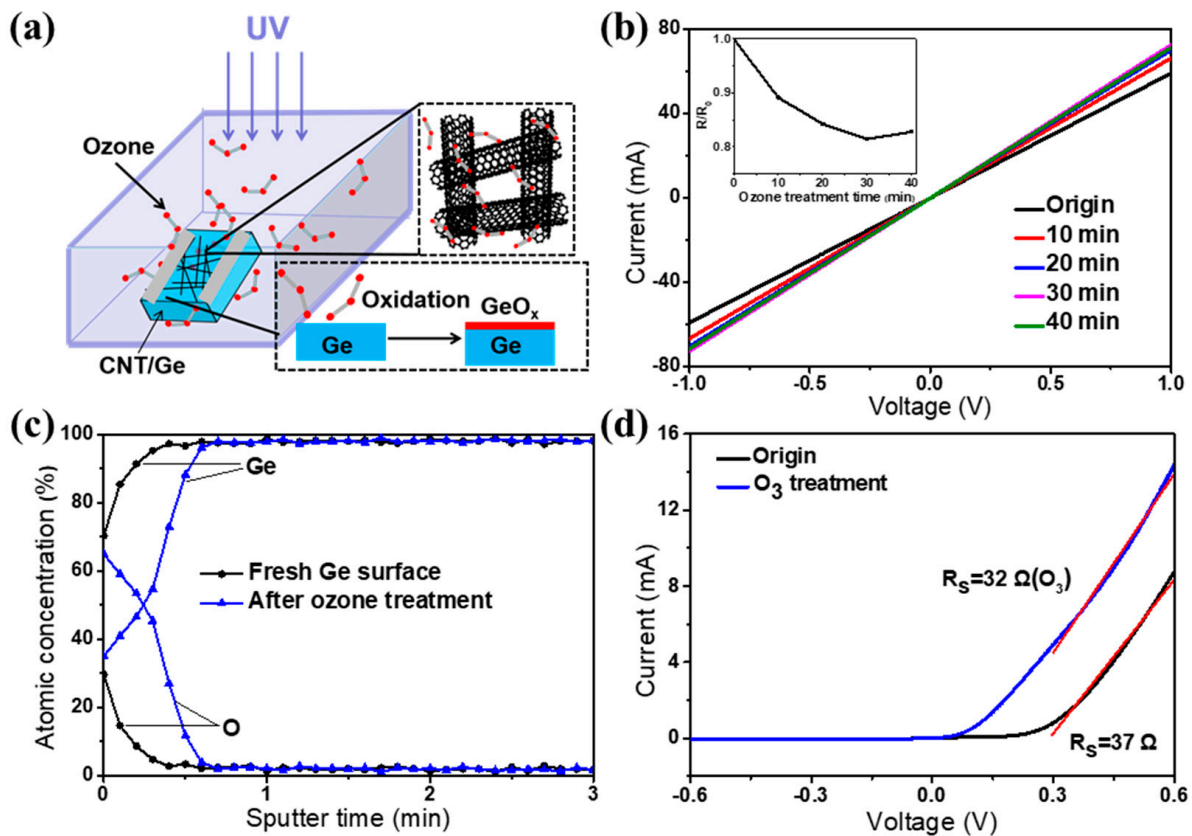 (a)
UV
Ozone
CNT/Ge
Oxidation
GeOx
Ge
Ge
(b)
Current (mA)
80
40
0
-40
-80
-1.0
-0.5
0.0
0.5
1.0
Voltage (V)
R/R0
1.0
0.9
0.8
0
10
20
30
40
Ozone treatment time (min)
Origin
10 min
20 min
30 min
40 min
(c)
Atomic concentration (%)
100
80
60
40
20
0
0
1
2
3
Sputter time (min)
Ge
Fresh Ge surface
After ozone treatment
O
(d)
Current (mA)
16
12
8
4
0
-0.6
-0.3
0.0
0.3
0.6
Voltage (V)
Origin
O3 treatment
RS=32 Ω(O3)
RS=37 Ω